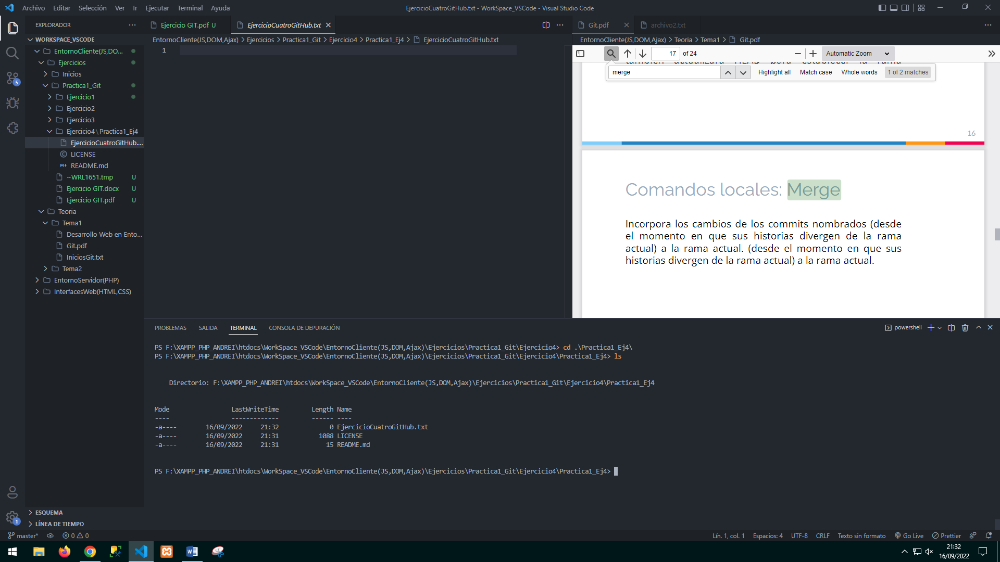 Archivo Editar Selección Ver Ir Ejecutar Terminal Ayuda
EjercicioCuatroGitHub.txt - WorkSpace_VSCode - Visual Studio Code
EXPLORADOR
WORKSPACE_VSCODE
EntornoCliente(JS,DO...
Ejercicios
Inicios
Practica1_Git
Ejercicio1
Ejercicio2
Ejercicio3
Ejercicio4\Practica1_Ej4
EjercicioCuatroGitHub....
LICENSE
README.md
~WRL1651.tmp U
Ejercicio GIT.docx U
Ejercicio GIT.pdf U
Teoria
Tema1
Desarrollo Web en Ento...
Git.pdf
IniciosGit.txt
Tema2
EntornoServidor(PHP)
InterfacesWeb(HTML,CSS)
ESQUEMA
LÍNEA DE TIEMPO
5
1
Ejercicio GIT.pdf U
EjercicioCuatroGitHub.txt
EntornoCliente(JS,DOM,Ajax) > Ejercicios > Practica1_Git > Ejercicio4 > Practica1_Ej4 > EjercicioCuatroGitHub.txt
1
Git.pdf
archivo2.txt
EntornoCliente(JS,DOM,Ajax) > Teoria > Tema1 > Git.pdf
17 of 24
Automatic Zoom
también actualizará HEAD para establecer la rama
merge
Highlight all
Match case
Whole words
1 of 2 matches
16
Comandos locales: Merge
Incorpora los cambios de los commits nombrados (desde
el momento en que sus historias divergen de la rama
actual) a la rama actual. (desde el momento en que sus
historias divergen de la rama actual) a la rama actual.
PROBLEMAS SALIDA TERMINAL CONSOLA DE DEPURACIÓN
powershell
PS F:\XAMPP_PHP_ANDREI\htdocs\WorkSpace_VSCode\EntornoCliente(JS,DOM,Ajax)\Ejercicios\Practica1_Git\Ejercicio4> cd .\Practica1_Ej4\
PS F:\XAMPP_PHP_ANDREI\htdocs\WorkSpace_VSCode\EntornoCliente(JS,DOM,Ajax)\Ejercicios\Practica1_Git\Ejercicio4\Practica1_Ej4> ls
Directorio: F:\XAMPP_PHP_ANDREI\htdocs\WorkSpace_VSCode\EntornoCliente(JS,DOM,Ajax)\Ejercicios\Practica1_Git\Ejercicio4\Practica1_Ej4
Mode LastWriteTime Length Name
---- ------------- ------ ----
-a---- 16/09/2022 21:32 0 EjercicioCuatroGitHub.txt
-a---- 16/09/2022 21:31 1088 LICENSE
-a---- 16/09/2022 21:31 15 README.md
PS F:\XAMPP_PHP_ANDREI\htdocs\WorkSpace_VSCode\EntornoCliente(JS,DOM,Ajax)\Ejercicios\Practica1_Git\Ejercicio4\Practica1_Ej4>
master* 0 0
Lín. 1, col. 1 Espacios: 4 UTF-8 CRLF Texto sin formato Go Live Prettier
21:32
16/09/2022